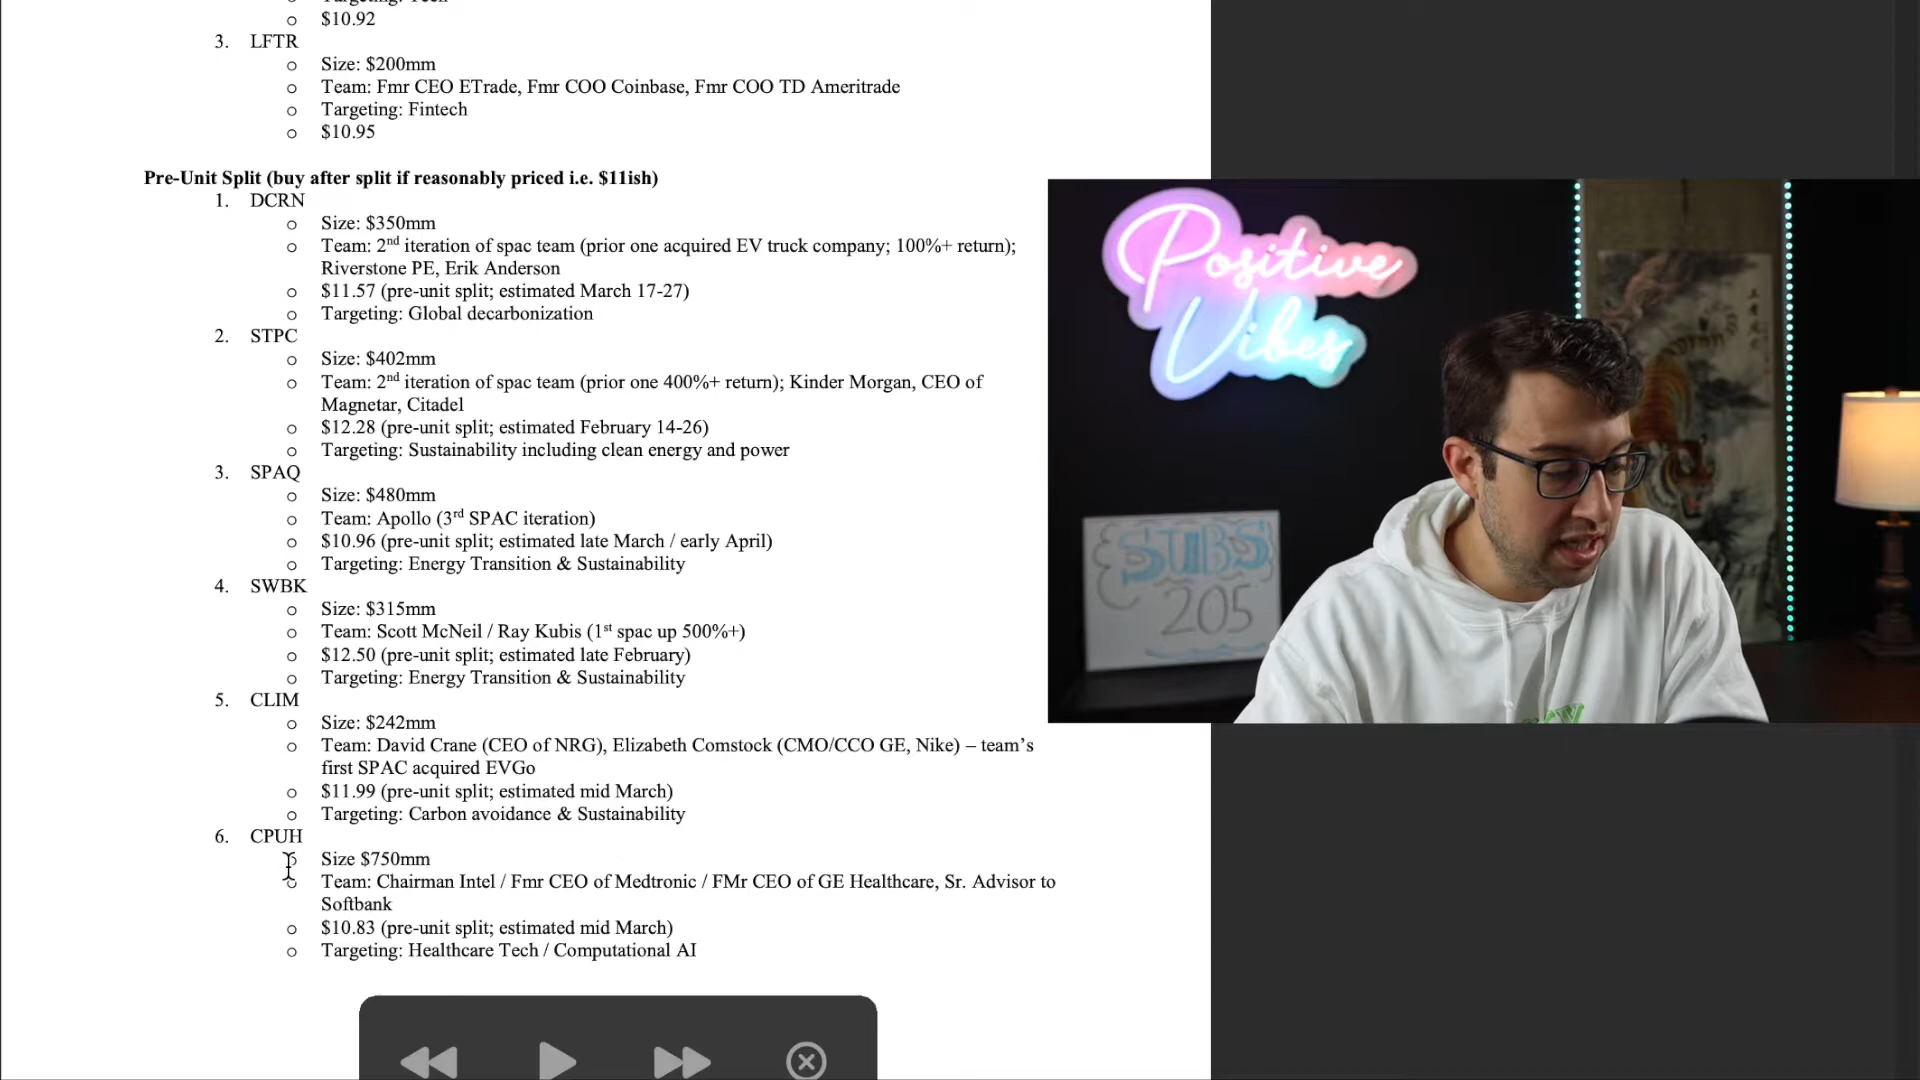 $10.92
3. LFTR
o Size: $200mm
o Team: Fmr CEO ETrade, Fmr COO Coinbase, Fmr COO TD Ameritrade
o Targeting: Fintech
o $10.95
Pre-Unit Split (buy after split if reasonably priced i.e. $11ish)
1. DCRN
o Size: $350mm
o Team: 2nd iteration of spac team (prior one acquired EV truck company; 100%+ return);
Riverstone PE, Erik Anderson
o $11.57 (pre-unit split; estimated March 17-27)
o Targeting: Global decarbonization
2. STPC
o Size: $402mm
o Team: 2nd iteration of spac team (prior one 400%+ return); Kinder Morgan, CEO of
Magnetar, Citadel
o $12.28 (pre-unit split; estimated February 14-26)
o Targeting: Sustainability including clean energy and power
3. SPAQ
o Size: $480mm
o Team: Apollo (3rd SPAC iteration)
o $10.96 (pre-unit split; estimated late March / early April)
o Targeting: Energy Transition & Sustainability
4. SWBK
o Size: $315mm
o Team: Scott McNeil / Ray Kubis (1st spac up 500%+)
o $12.50 (pre-unit split; estimated late February)
o Targeting: Energy Transition & Sustainability
5. CLIM
o Size: $242mm
o Team: David Crane (CEO of NRG), Elizabeth Comstock (CMO/CCO GE, Nike) – team's
first SPAC acquired EVGo
o $11.99 (pre-unit split; estimated mid March)
o Targeting: Carbon avoidance & Sustainability
6. CPUH
o Size $750mm
o Team: Chairman Intel / Fmr CEO of Medtronic / FMr CEO of GE Healthcare, Sr. Advisor to
Softbank
o $10.83 (pre-unit split; estimated mid March)
o Targeting: Healthcare Tech / Computational AI
Positive
Vibes
SUBS
205